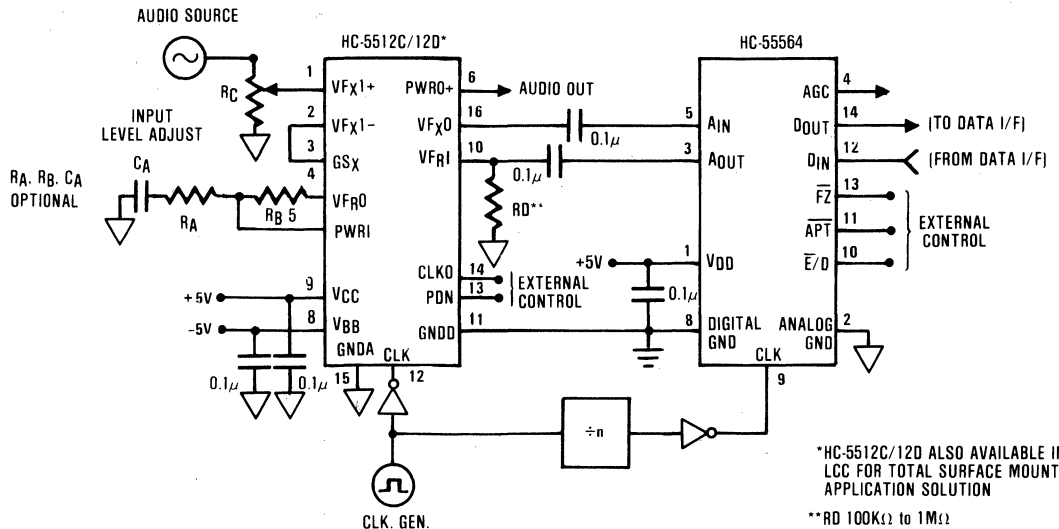 AUDIO SOURCE
HC-5512C/12D*
HC-55564
RC
INPUT
LEVEL ADJUST
CA
RA. RB. CA
OPTIONAL
RA
RB 5
1
2
3
4
VFX1+
VFX1-
GSX
VFRO
PWRI
PWRO+
6
AUDIO OUT
VFXO
16
0.1μ
VFRI
10
0.1μ
RD**
+5V
9
VCC
-5V
8
VBB
GNDA
15
CLK
12
0.1μ
0.1μ
CLKO
14
PDN
13
EXTERNAL
CONTROL
GNDD
11
+5V
0.1μ
5
AIN
3
AOUT
1
VDD
8
DIGITAL
GND
ANALOG
GND
2
CLK
9
AGC
4
DOUT
14
(TO DATA I/F)
DIN
12
(FROM DATA I/F)
FZ
13
APT
11
E/D
10
EXTERNAL
CONTROL
÷n
CLK. GEN.
*HC-5512C/12D ALSO AVAILABLE
LCC FOR TOTAL SURFACE MOUNT
APPLICATION SOLUTION
**RD 100KΩ to 1MΩ